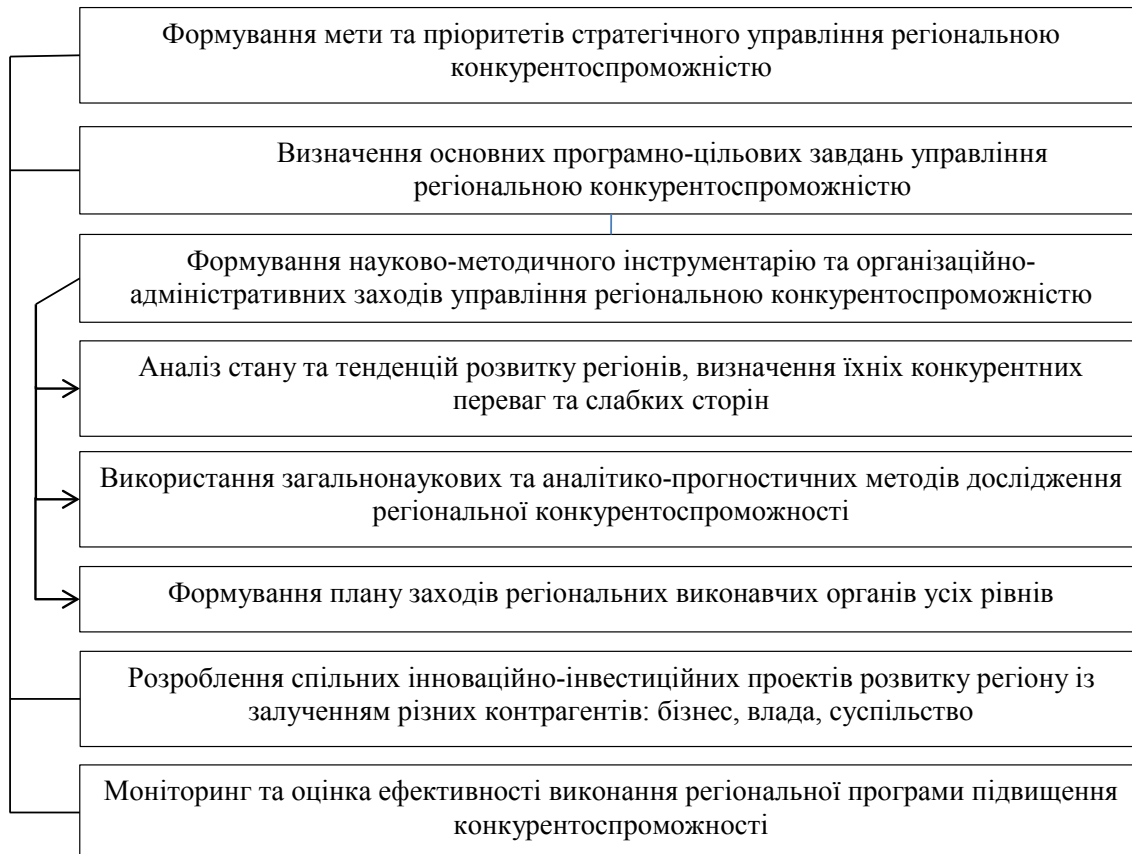 Формування мети та пріоритетів стратегічного управління регіональною
конкурентоспроможністю
Визначення основних програмно-цільових завдань управління
регіональною конкурентоспроможністю
Формування науково-методичного інструментарію та організаційно-
адміністративних заходів управління регіональною конкурентоспроможністю
Аналіз стану та тенденцій розвитку регіонів, визначення їхніх конкурентних
переваг та слабких сторін
Використання загальнонаукових та аналітико-прогностичних методів дослідження
регіональної конкурентоспроможності
Формування плану заходів регіональних виконавчих органів усіх рівнів
Розроблення спільних інноваційно-інвестиційних проектів розвитку регіону із
залученням різних контрагентів: бізнес, влада, суспільство
Моніторинг та оцінка ефективності виконання регіональної програми підвищення
конкурентоспроможності